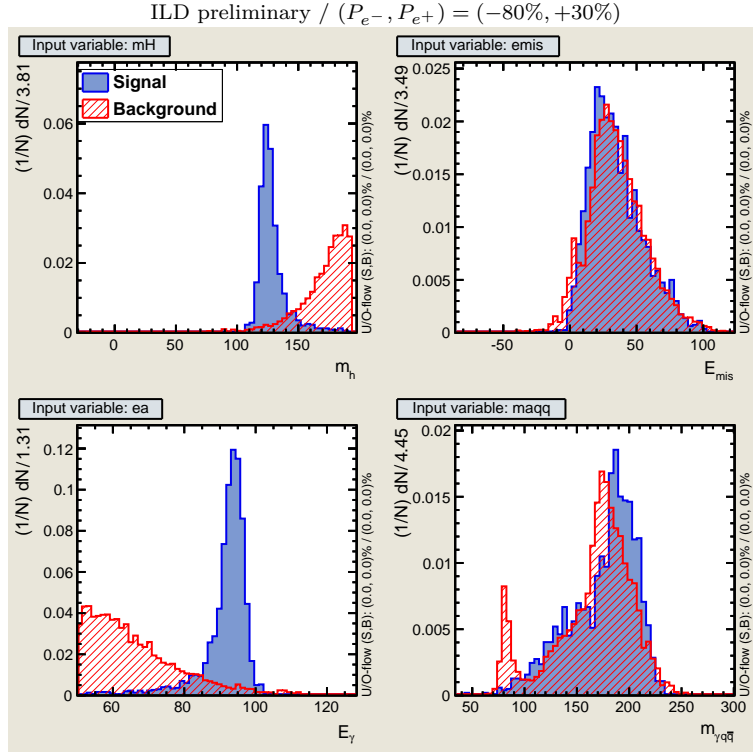 ILD preliminary / (P_{e−}, P_{e+}) = (−80%, +30%)
Input variable: mH
(1/N) dN / 3.81
Signal
Background
0.06
0.04
0.02
0
0 50 100 150
m_h
U/O-flow (S,B): (0.0, 0.0)% / (0.0, 0.0)%
Input variable: emis
(1/N) dN / 3.49
0.025
0.02
0.015
0.01
0.005
0
-50 0 50 100
E_{mis}
U/O-flow (S,B): (0.0, 0.0)% / (0.0, 0.0)%
Input variable: ea
(1/N) dN / 1.31
0.12
0.1
0.08
0.06
0.04
0.02
0
60 80 100 120
E_γ
U/O-flow (S,B): (0.0, 0.0)% / (0.0, 0.0)%
Input variable: maqq
(1/N) dN / 4.45
0.02
0.015
0.01
0.005
0
50 100 150 200 250 300
m_{γqq̅}
U/O-flow (S,B): (0.0, 0.0)% / (0.0, 0.0)%